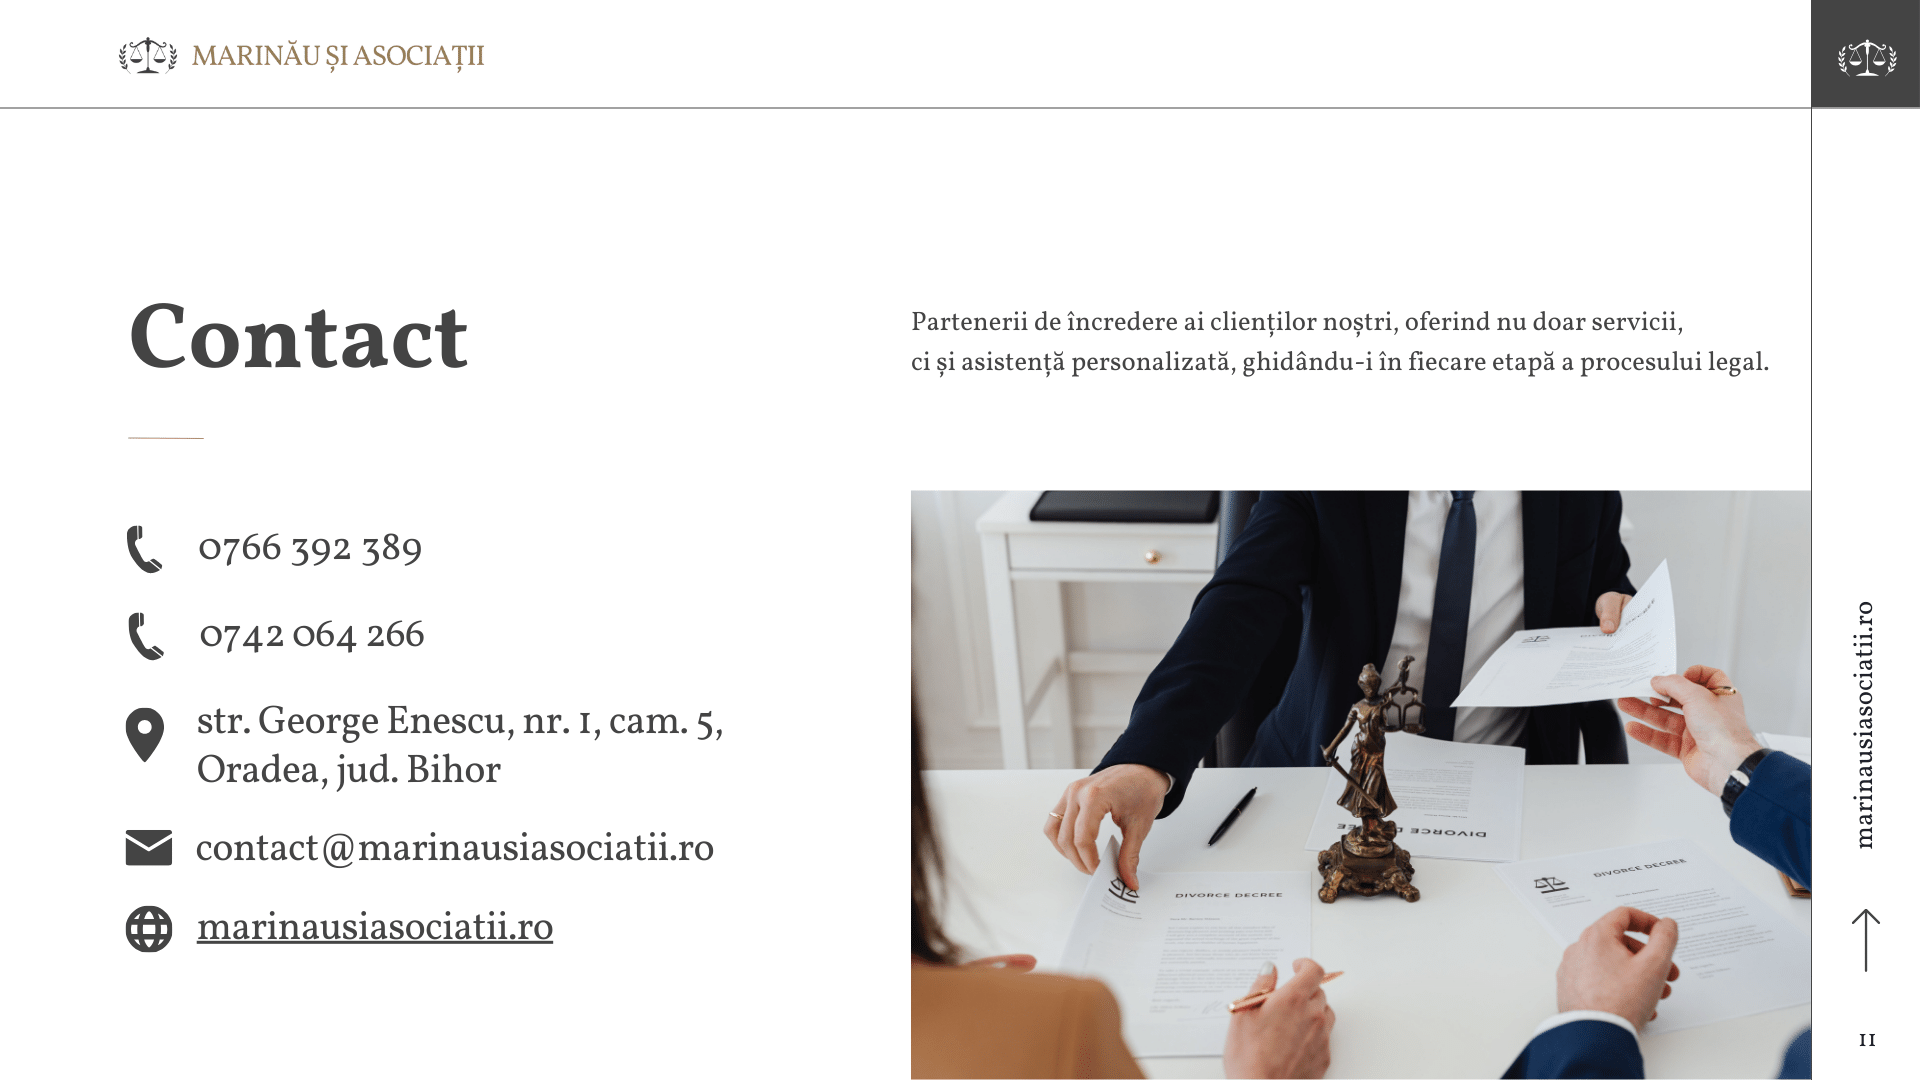 MARINĂU ȘI ASOCIAȚII
Contact
Partenerii de încredere ai clienților noștri, oferind nu doar servicii,
ci și asistență personalizată, ghidându-i în fiecare etapă a procesului legal.
0766 392 389
0742 064 266
str. George Enescu, nr. 1, cam. 5,
Oradea, jud. Bihor
contact@marinausiasociatii.ro
marinausiasociatii.ro
DIVORCE DECREE
DIVORCE DECREE
DIVORCE DECREE
marinausiasociatii.ro
11